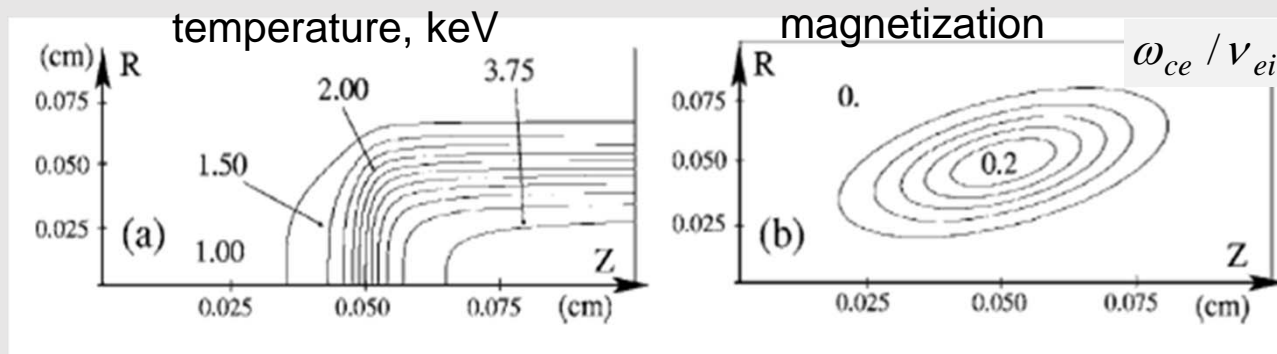 temperature, keV
magnetization
ω_ce / ν_ei
(cm) R
0.075
0.050
0.025
1.50
2.00
3.75
1.00
(a)
Z
0.025 0.050 0.075 (cm)
R
0.075
0.050
0.025
0.
0.2
(b)
Z
0.025 0.050 0.075 (cm)